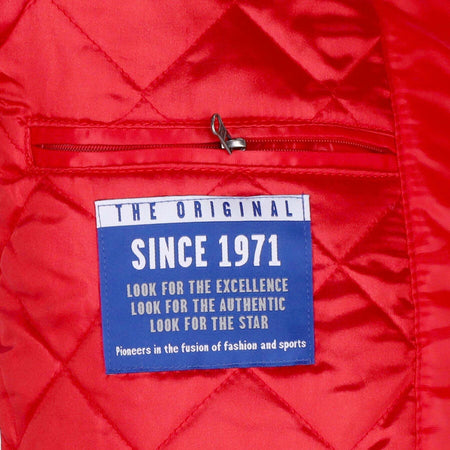 THE ORIGINAL
SINCE 1971
LOOK FOR THE EXCELLENCE
LOOK FOR THE AUTHENTIC
LOOK FOR THE STAR
Pioneers in the fusion of fashion and sports